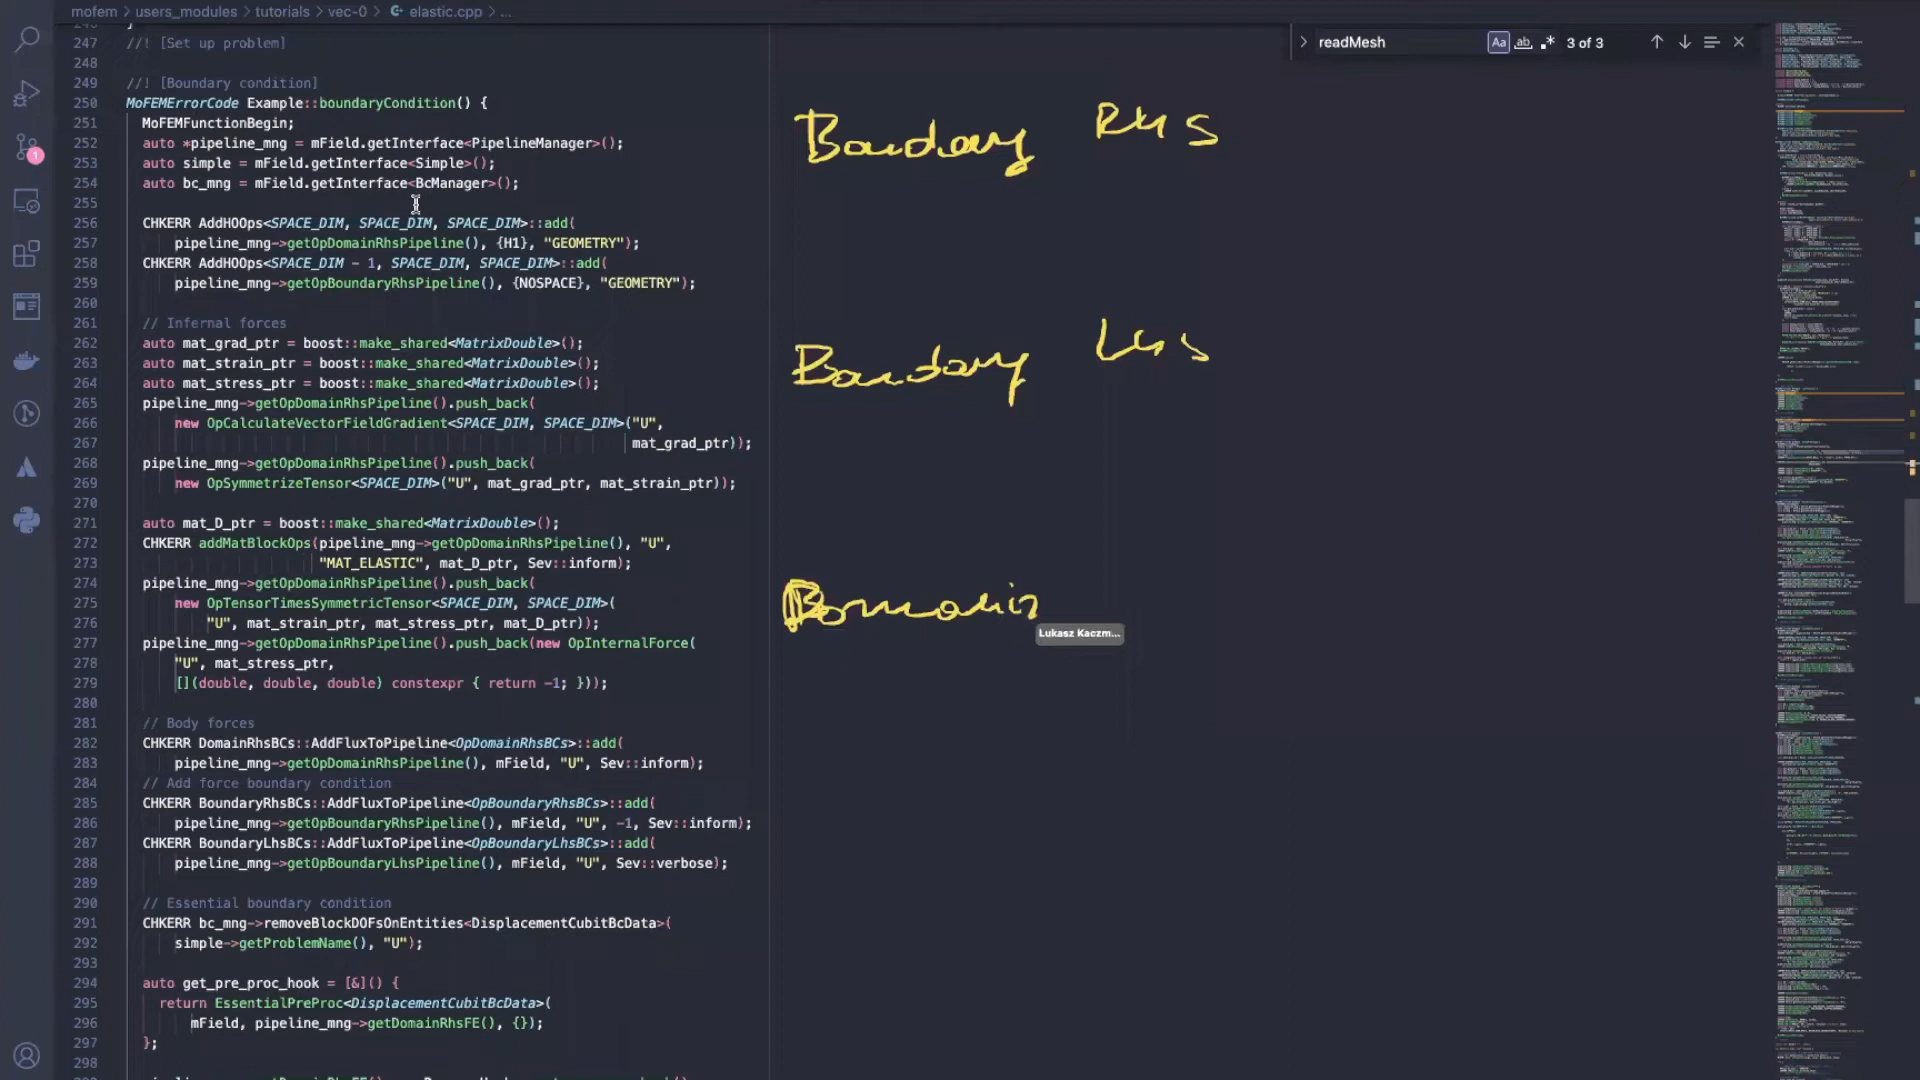 mofem > users_modules > tutorials > vec-0 > elastic.cpp > ...
readMesh Aa ab .* 3 of 3
247 //! [Set up problem]
248
249 //! [Boundary condition]
250 MoFEMErrorCode Example::boundaryCondition() {
251 MoFEMFunctionBegin;
252 auto *pipeline_mng = mField.getInterface<PipelineManager>();
253 auto simple = mField.getInterface<Simple>();
254 auto bc_mng = mField.getInterface<BcManager>();
255
256 CHKERR AddHOOps<SPACE_DIM, SPACE_DIM, SPACE_DIM>::add(
257 pipeline_mng->getOpDomainRhsPipeline(), {H1}, "GEOMETRY");
258 CHKERR AddHOOps<SPACE_DIM - 1, SPACE_DIM, SPACE_DIM>::add(
259 pipeline_mng->getOpBoundaryRhsPipeline(), {NOSPACE}, "GEOMETRY");
260
261 // Internal forces
262 auto mat_grad_ptr = boost::make_shared<MatrixDouble>();
263 auto mat_strain_ptr = boost::make_shared<MatrixDouble>();
264 auto mat_stress_ptr = boost::make_shared<MatrixDouble>();
265 pipeline_mng->getOpDomainRhsPipeline().push_back(
266 new OpCalculateVectorFieldGradient<SPACE_DIM, SPACE_DIM>("U",
267 mat_grad_ptr));
268 pipeline_mng->getOpDomainRhsPipeline().push_back(
269 new OpSymmetrizeTensor<SPACE_DIM>("U", mat_grad_ptr, mat_strain_ptr));
270
271 auto mat_D_ptr = boost::make_shared<MatrixDouble>();
272 CHKERR addMatBlockOps(pipeline_mng->getOpDomainRhsPipeline(), "U",
273 "MAT_ELASTIC", mat_D_ptr, Sev::inform);
274 pipeline_mng->getOpDomainRhsPipeline().push_back(
275 new OpTensorTimesSymmetricTensor<SPACE_DIM, SPACE_DIM>(
276 "U", mat_strain_ptr, mat_stress_ptr, mat_D_ptr));
277 pipeline_mng->getOpDomainRhsPipeline().push_back(new OpInternalForce(
278 "U", mat_stress_ptr,
279 [](double, double, double) constexpr { return -1; }));
280
281 // Body forces
282 CHKERR DomainRhsBCs::AddFluxToPipeline<OpDomainRhsBCs>::add(
283 pipeline_mng->getOpDomainRhsPipeline(), mField, "U", Sev::inform);
284 // Add force boundary condition
285 CHKERR BoundaryRhsBCs::AddFluxToPipeline<OpBoundaryRhsBCs>::add(
286 pipeline_mng->getOpBoundaryRhsPipeline(), mField, "U", -1, Sev::inform);
287 CHKERR BoundaryLhsBCs::AddFluxToPipeline<OpBoundaryLhsBCs>::add(
288 pipeline_mng->getOpBoundaryLhsPipeline(), mField, "U", Sev::verbose);
289
290 // Essential boundary condition
291 CHKERR bc_mng->removeBlockDOFsOnEntities<DisplacementCubitBcData>(
292 simple->getProblemName(), "U");
293
294 auto get_pre_proc_hook = [&]() {
295 return EssentialPreProc<DisplacementCubitBcData>(
296 mField, pipeline_mng->getDomainRhsFE(), {});
297 };
298
Boundary RHS
Boundary LHS
Lukasz Kaczm...
1